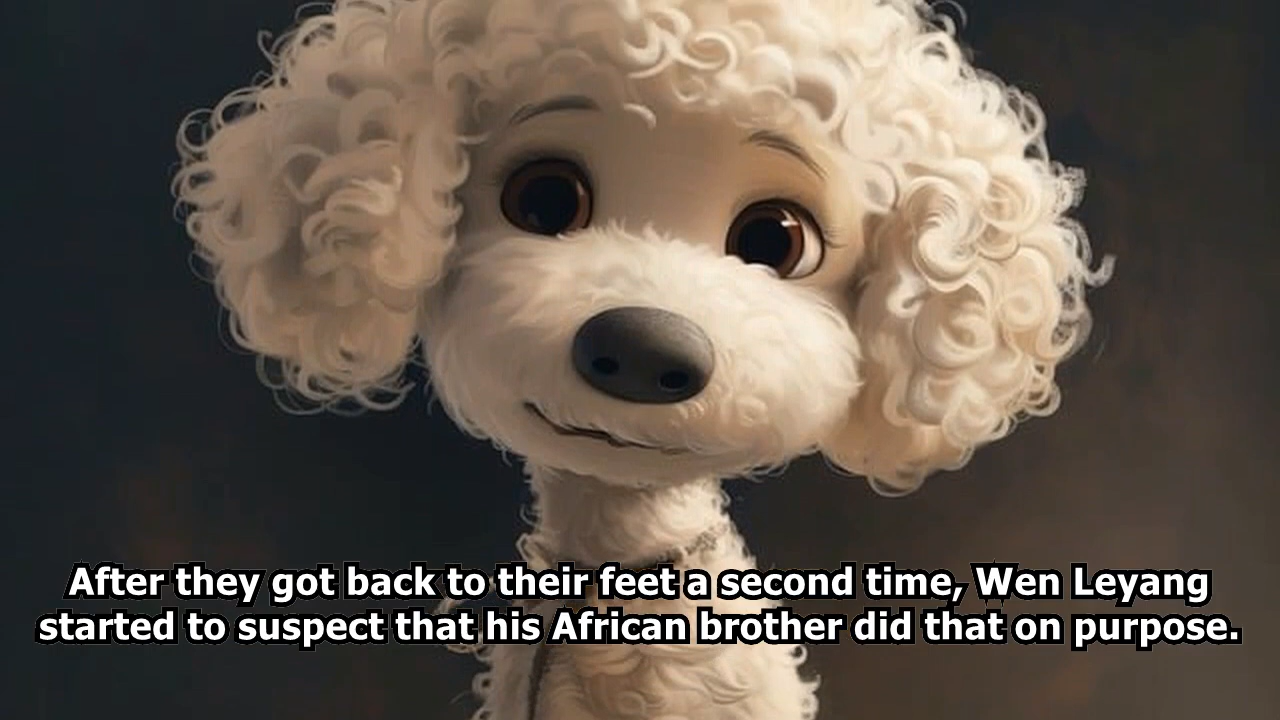 After they got back to their feet a second time, Wen Leyang
started to suspect that his African brother did that on purpose.